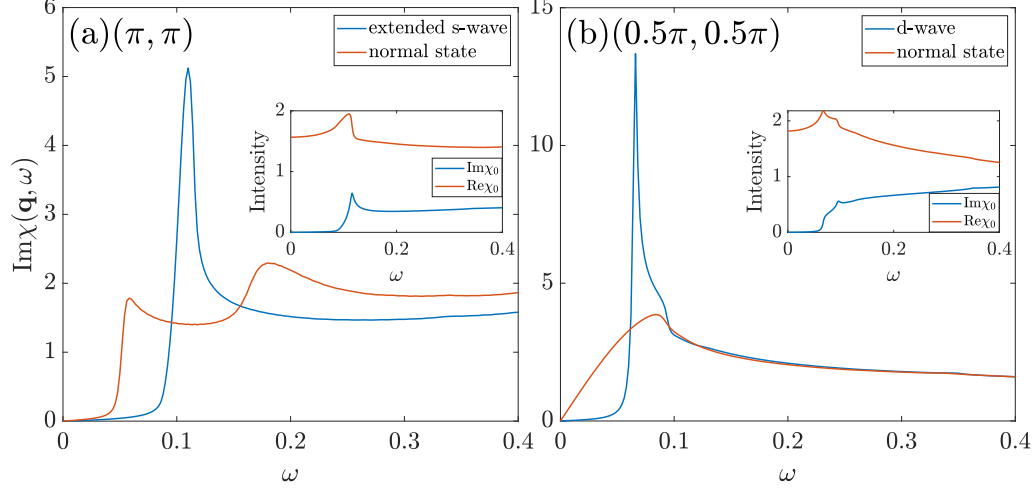 (a)(π, π)
extended s-wave
normal state
Imχ(q, ω)
6
5
4
3
2
1
0
0
0.1
0.2
0.3
0.4
ω
Intensity
2
1
0
0
0.2
0.4
ω
Imχ0
Reχ0
(b)(0.5π, 0.5π)
d-wave
normal state
15
10
5
0
0
0.1
0.2
0.3
0.4
ω
Intensity
2
1
0
0
0.2
0.4
ω
Imχ0
Reχ0